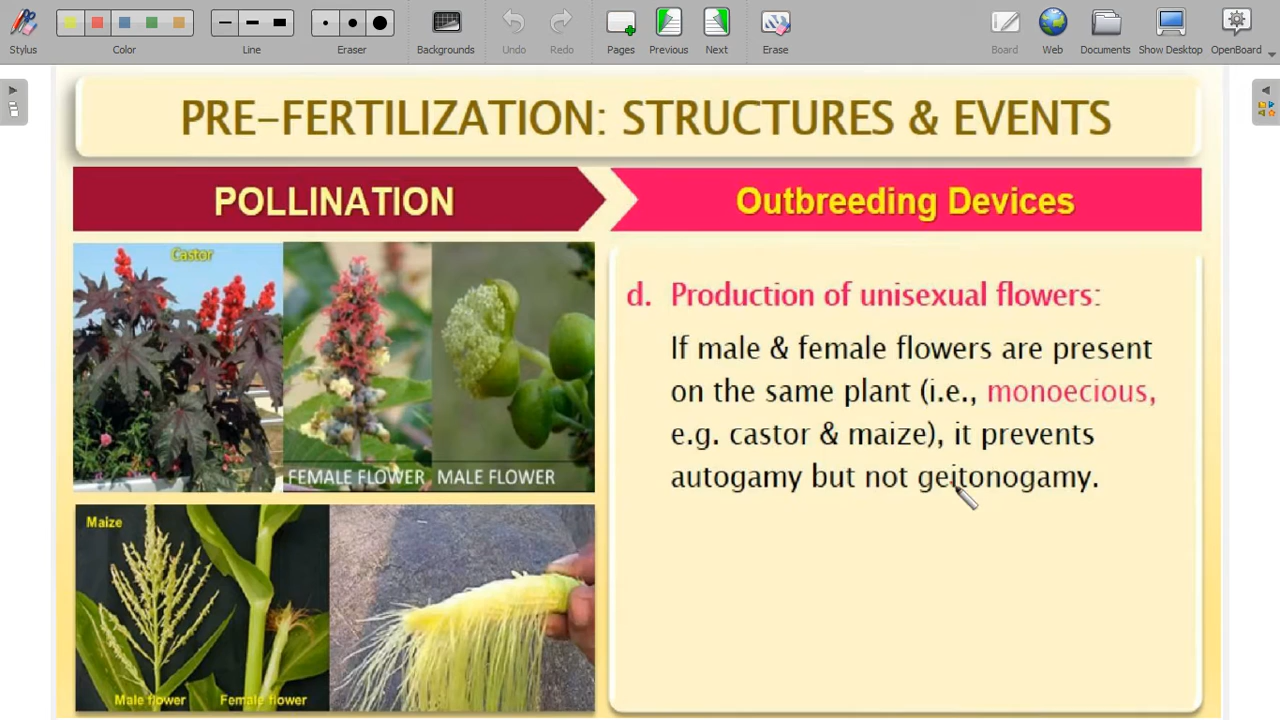 Stylus
Color
Line
Eraser
Backgrounds
Undo
Redo
Pages
Previous
Next
Erase
Board
Web
Documents
Show Desktop
OpenBoard
PRE-FERTILIZATION: STRUCTURES & EVENTS
POLLINATION
Outbreeding Devices
Castor
FEMALE FLOWER
MALE FLOWER
Maize
Male flower
Female flower
d. Production of unisexual flowers:
If male & female flowers are present
on the same plant (i.e., monoecious,
e.g. castor & maize), it prevents
autogamy but not geitonogamy.